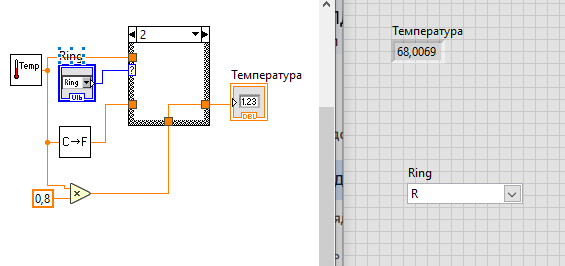 2
Temp
Ring
Ring
U16
?
Температура
1.23
DBL
C→F
×
0,8
Температура
68,0069
Ring
R